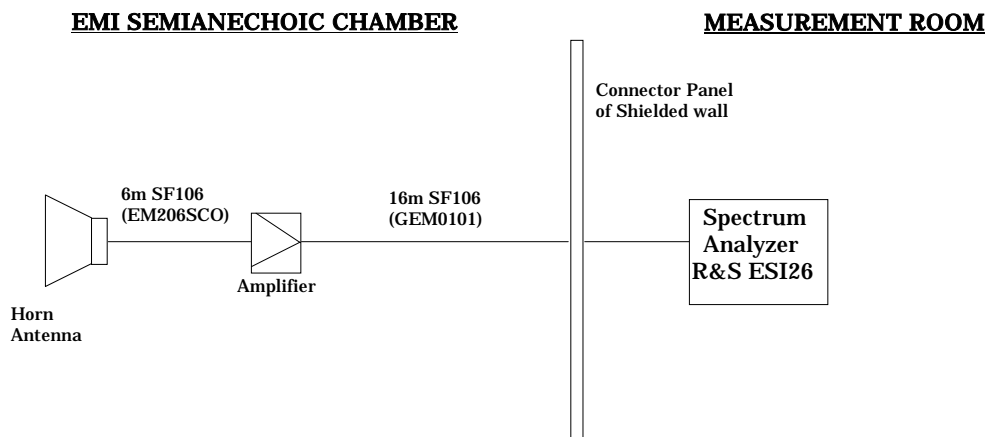 EMI SEMIANECHOIC CHAMBER
MEASUREMENT ROOM
Connector Panel
of Shielded wall
6m SF106
(EM206SCO)
16m SF106
(GEM0101)
Spectrum
Analyzer
R&S ESI26
Amplifier
Horn
Antenna